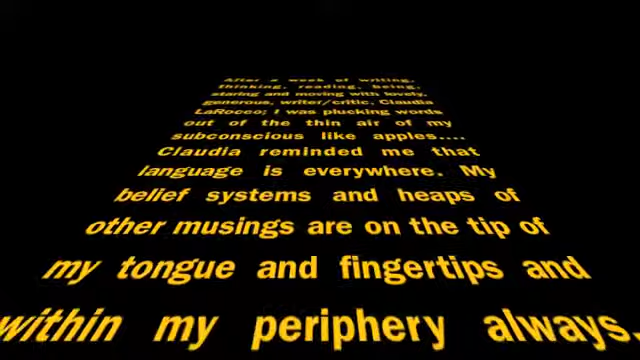 After a week of writing,
thinking, reading, being,
staring and moving with lovely,
generous, writer/critic, Claudia
LaRocco; I was plucking words
out of the thin air of my
subconscious like apples....
Claudia reminded me that
language is everywhere. My
belief systems and heaps of
other musings are on the tip of
my tongue and fingertips and
within my periphery always.